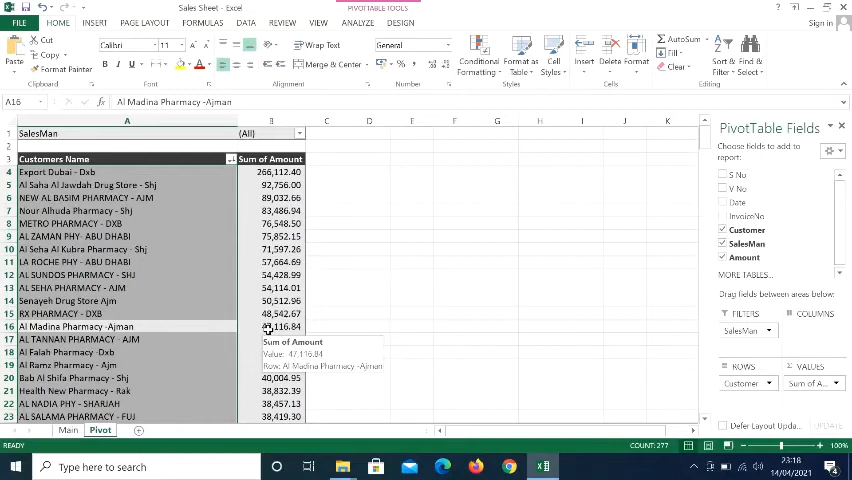 Sales Sheet - Excel
PIVOTTABLE TOOLS
Sign in
FILE HOME INSERT PAGE LAYOUT FORMULAS DATA REVIEW VIEW ANALYZE DESIGN
Cut
Copy
Format Painter
Paste
Clipboard
Calibri 11
B I U
Font
Wrap Text
Merge & Center
Alignment
General
Number
Conditional Formatting
Format as Table
Cell Styles
Styles
Insert Delete Format
Cells
AutoSum
Fill
Clear
Sort & Filter
Find & Select
Editing
A16 fx Al Madina Pharmacy -Ajman
A B C D E F G H I J K
1 SalesMan (All)
2
3 Customers Name Sum of Amount
4 Export Dubai - Dxb 266,112.40
5 Al Saha Al Jawdah Drug Store - Shj 92,756.00
6 NEW AL BASIM PHARMACY - AJM 89,032.66
7 Nour Alhuda Pharmacy - Shj 83,486.94
8 METRO PHARMACY - DXB 76,548.50
9 AL ZAMAN PHY- ABU DHABI 75,852.15
10 Al Seha Al Kubra Pharmacy - Shj 71,597.26
11 LA ROCHE PHY - ABU DHABI 57,664.69
12 AL SUNDOS PHARMACY - SHJ 54,428.99
13 AL SEHA PHARMACY - AJM 54,114.01
14 Senayeh Drug Store Ajm 50,512.96
15 RX PHARMACY - DXB 48,542.67
16 Al Madina Pharmacy -Ajman 47,116.84
17 AL TANNAN PHARMACY - AJM
18 Al Falah Pharmacy -Dxb
19 Al Ramz Pharmacy - Ajm
20 Bab Al Shifa Pharmacy - Shj 40,004.95
21 Health New Pharmacy - Rak 38,832.39
22 AL NADIA PHY - SHARJAH 38,457.13
23 AL SALAMA PHARMACY - FUJ 38,419.30
Sum of Amount
Value: 47,116.84
Row: Al Madina Pharmacy -Ajman
PivotTable Fields
Choose fields to add to report:
S No
V No
Date
InvoiceNo
Customer
SalesMan
Amount
MORE TABLES...
Drag fields between areas below:
FILTERS COLUMNS
SalesMan
ROWS VALUES
Customer Sum of A...
Defer Layout Upda... UPDATE
Main Pivot
READY COUNT: 277 100%
Type here to search
23:18
14/04/2021
4